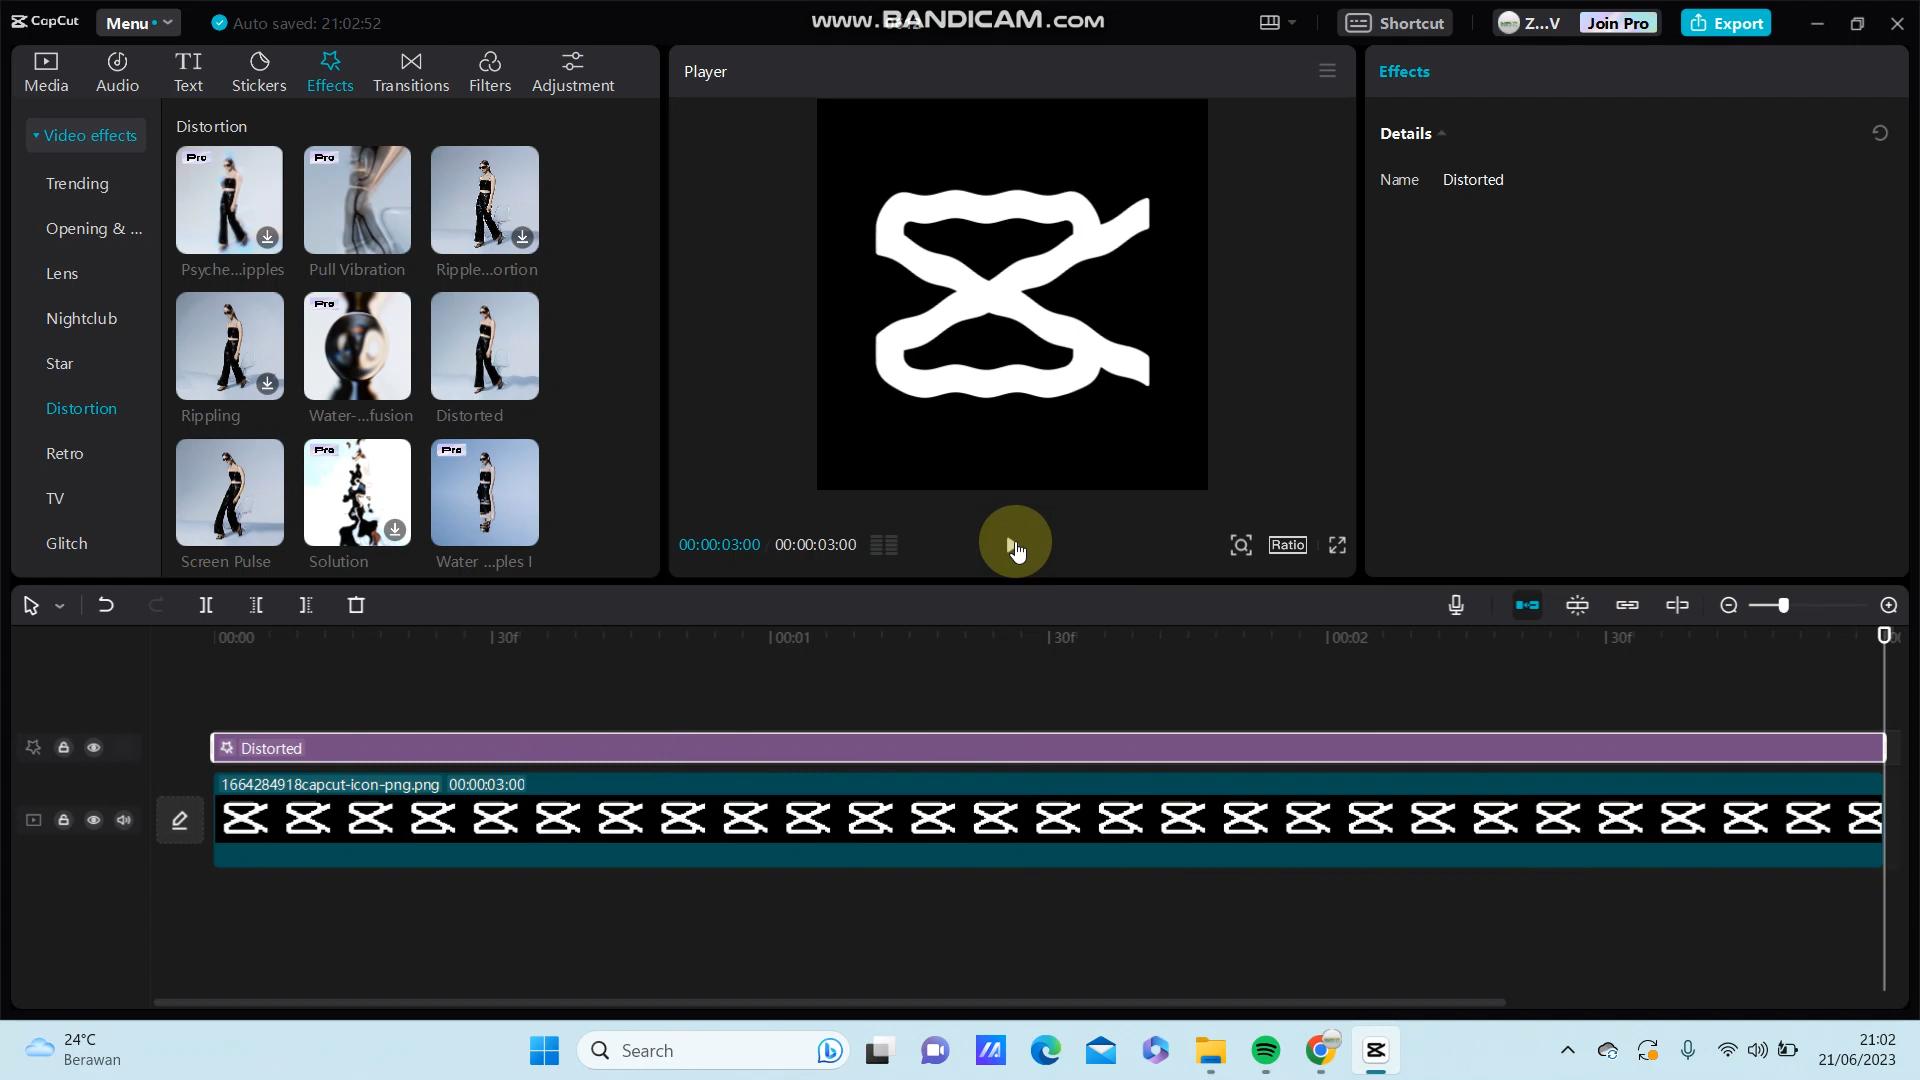 CapCut
Menu
Auto saved: 21:02:52
www.BANDICAM.com
Shortcut
Z...V
Join Pro
Export
Media
Audio
Text
Stickers
Effects
Transitions
Filters
Adjustment
Player
Effects
Video effects
Trending
Opening & ...
Lens
Nightclub
Star
Distortion
Retro
TV
Glitch
Distortion
Pro
Pro
Psyche...ipples
Pull Vibration
Ripple...ortion
Pro
Rippling
Water-...fusion
Distorted
Pro
Pro
Screen Pulse
Solution
Water ...ples I
00:00:03:00
00:00:03:00
Ratio
Details
Name
Distorted
00:00
30f
00:01
30f
00:02
30f
Distorted
1664284918capcut-icon-png.png 00:00:03:00
24°C
Berawan
Search
21:02
21/06/2023